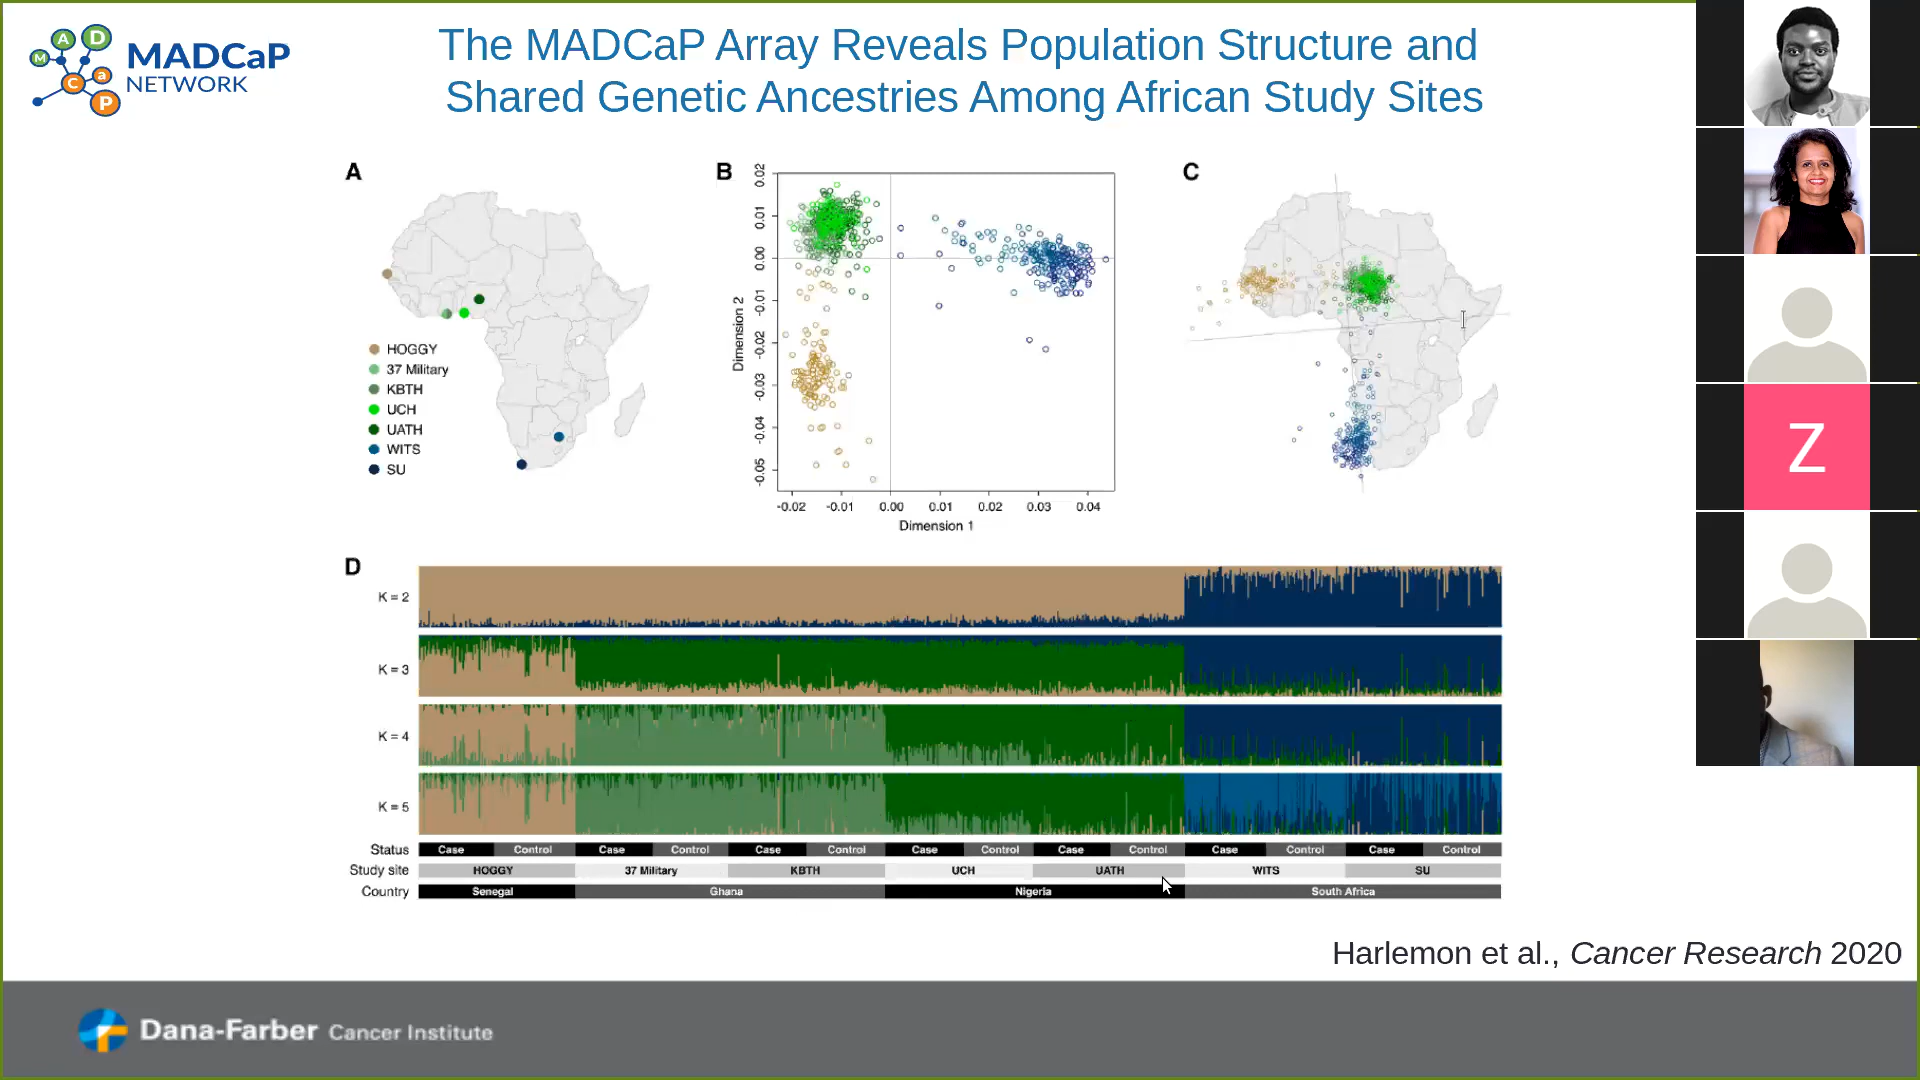 M A D C a P
MADCaP
NETWORK
The MADCaP Array Reveals Population Structure and
Shared Genetic Ancestries Among African Study Sites
A
HOGGY
37 Military
KBTH
UCH
UATH
WITS
SU
B
0.02
0.01
0.00
-0.01
-0.02
-0.03
-0.04
-0.05
Dimension 2
-0.02 -0.01 0.00 0.01 0.02 0.03 0.04
Dimension 1
C
D
K = 2
K = 3
K = 4
K = 5
Status Case Control Case Control Case Control Case Control Case Control Case Control Case Control
Study site HOGGY 37 Military KBTH UCH UATH WITS SU
Country Senegal Ghana Nigeria South Africa
Harlemon et al., Cancer Research 2020
Dana-Farber Cancer Institute
Z